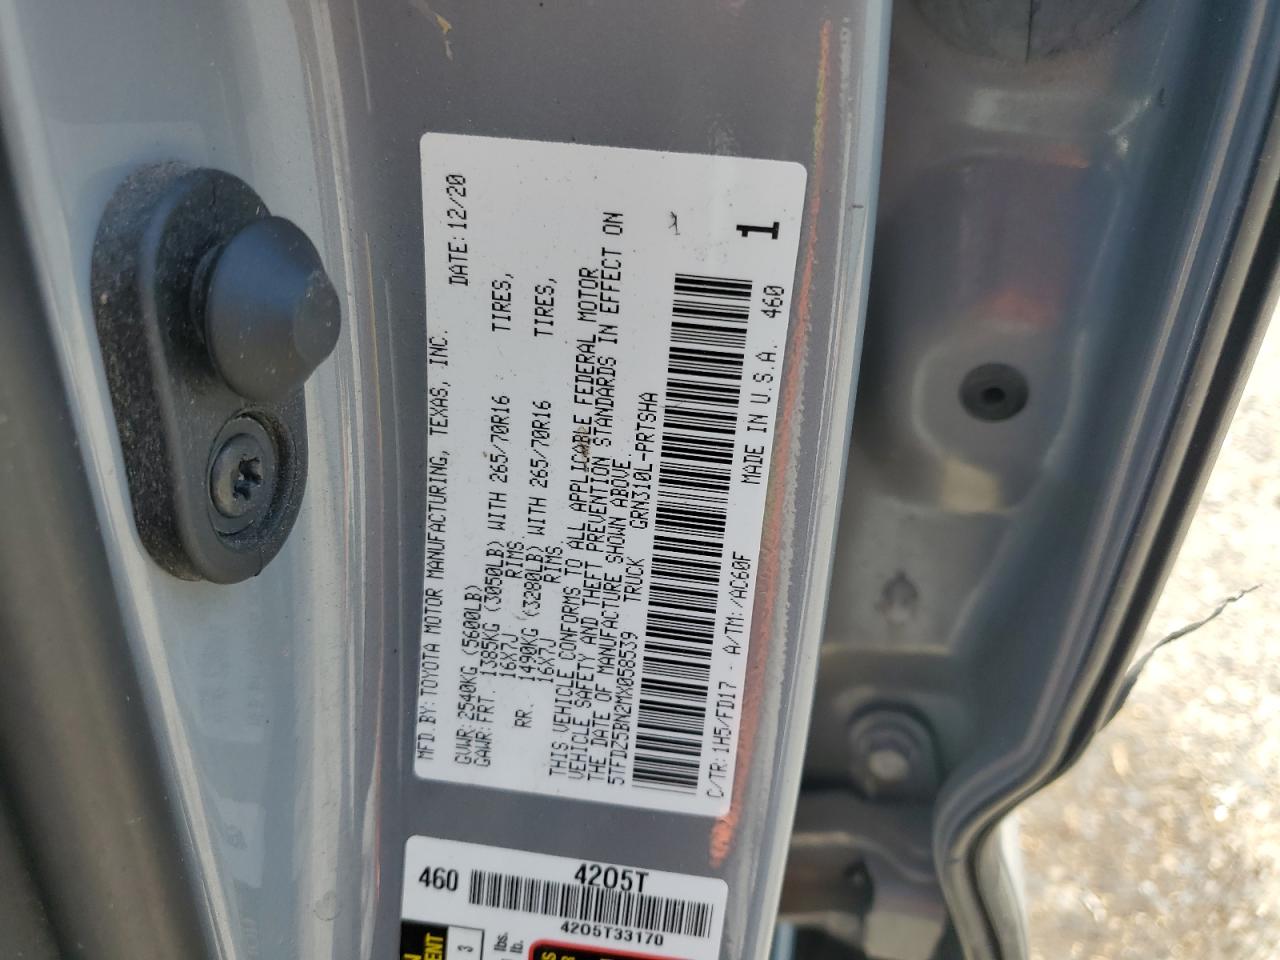 MFD.BY:TOYOTA MOTOR MANUFACTURING, TEXAS, INC.
DATE:12/20
GVWR:2540KG (5600LB)
GAWR:FRT. 1385KG (3050LB) WITH 265/70R16 TIRES,
16X7J RIMS
RR. 1490KG (3280LB) WITH 265/70R16 TIRES,
16X7J RIMS
THIS VEHICLE CONFORMS TO ALL APPLICABLE FEDERAL MOTOR
VEHICLE SAFETY AND THEFT PREVENTION STANDARDS IN EFFECT ON
THE DATE OF MANUFACTURE SHOWN ABOVE.
5TFDZ5BN2MX058539 TRUCK GRN310L-PRTSHA
1
C/TR:1H5/FD17 - A/TM:/AC60F MADE IN U.S.A. 460
4205T
460
4205T33170
3
lbs.
lb.